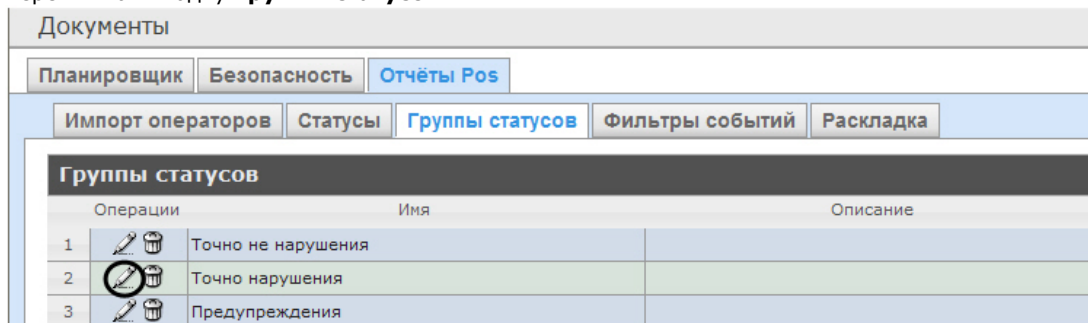 Документы
Планировщик Безопасность Отчёты Pos
Импорт операторов Статусы Группы статусов Фильтры событий Раскладка
Группы статусов
Операции Имя Описание
1 Точно не нарушения
2 Точно нарушения
3 Предупреждения